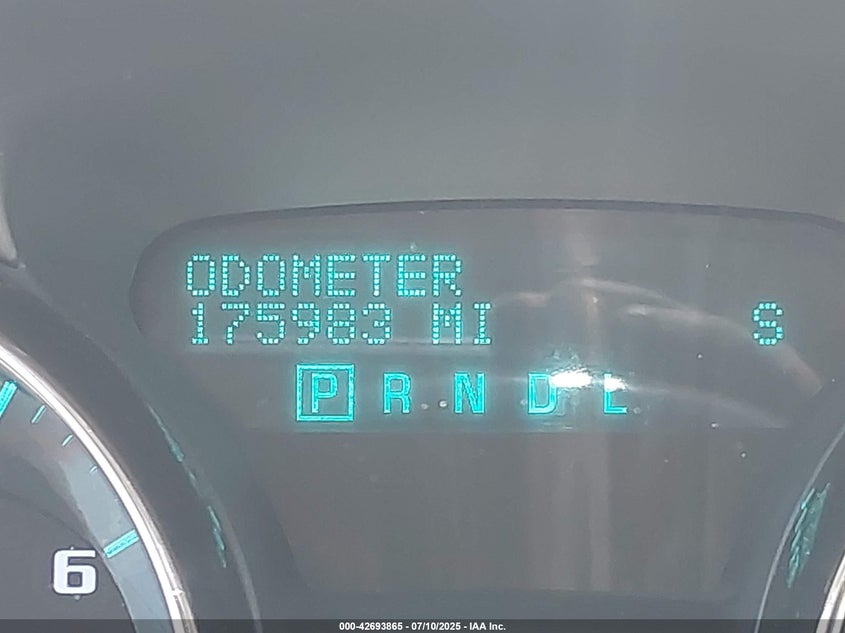 ODOMETER
175983 MI S
P R N D L
6
000-42693865 - 07/10/2025 - IAA Inc.